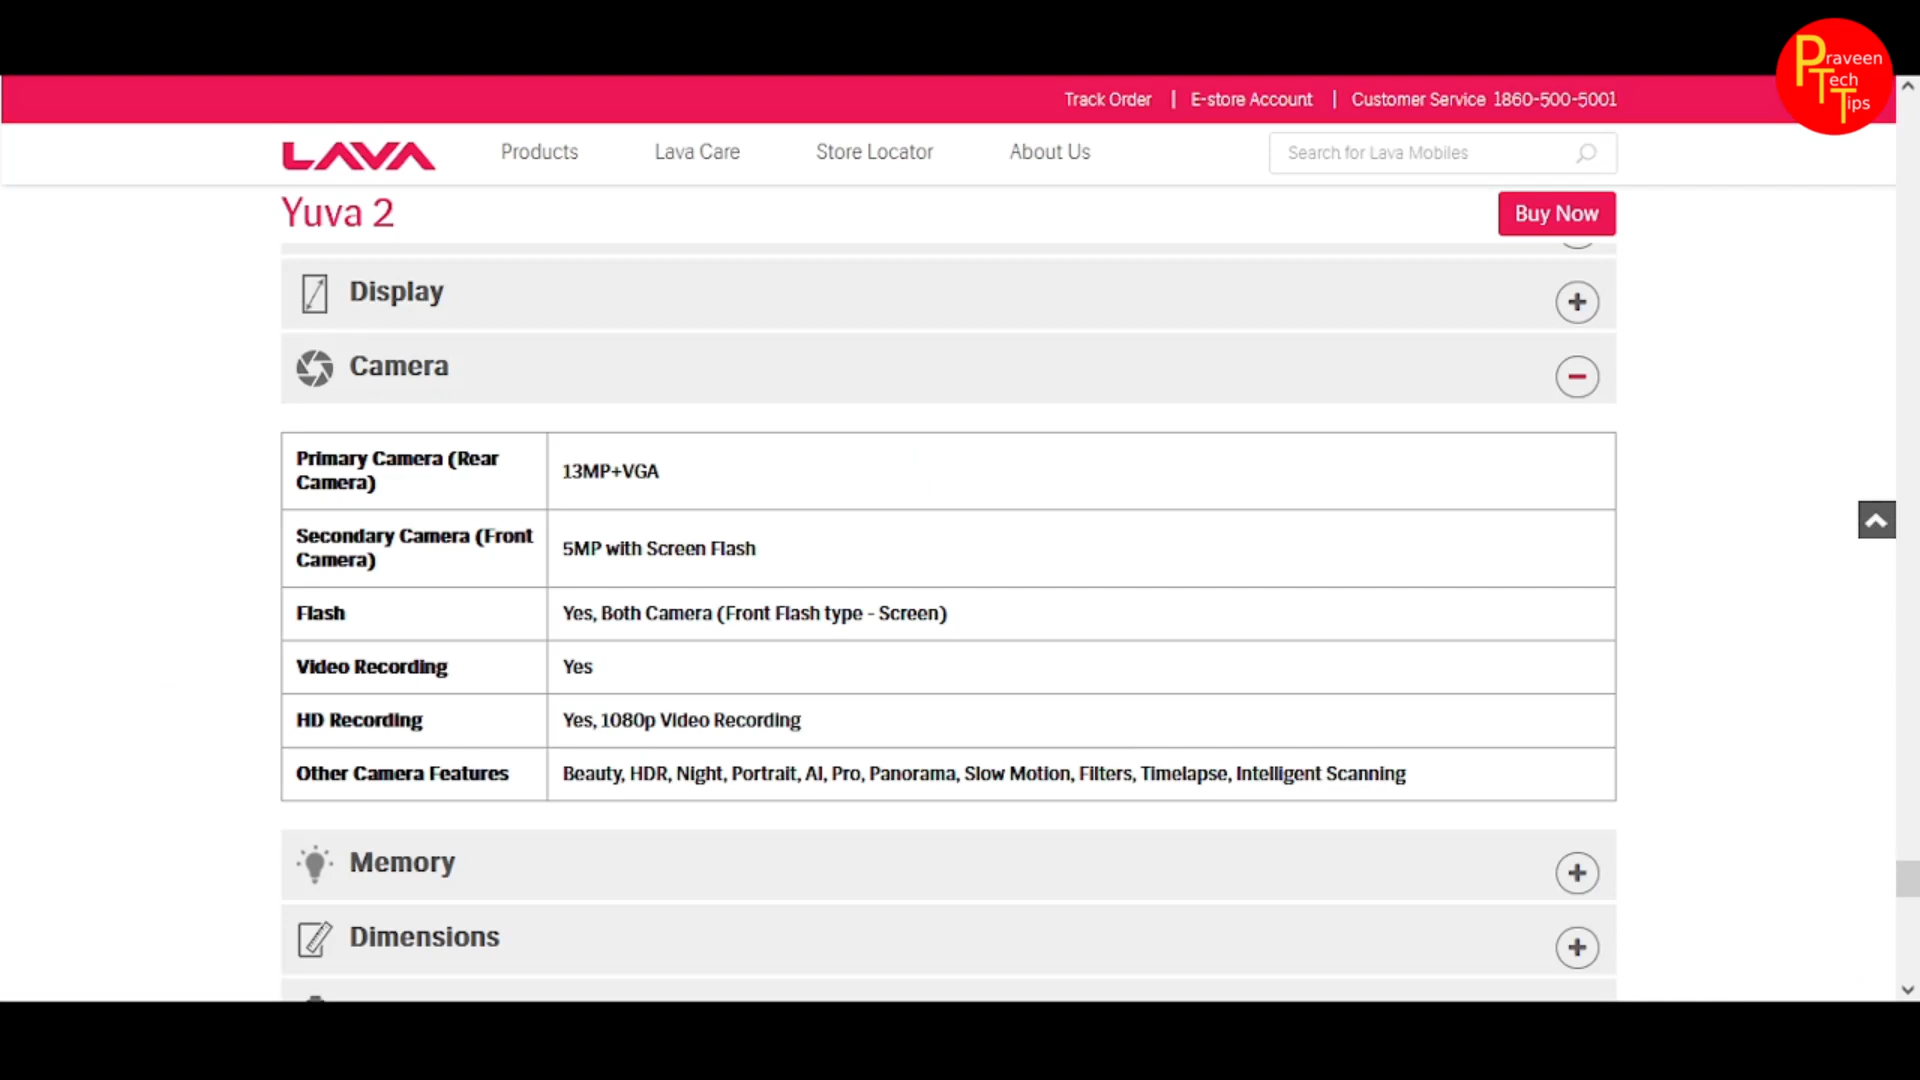 Praveen
Tech
Tips
Track Order | E-store Account | Customer Service 1860-500-5001
LAVA Products Lava Care Store Locator About Us Search for Lava Mobiles
Yuva 2 Buy Now
Display
Camera
Primary Camera (Rear
Camera)
13MP+VGA
Secondary Camera (Front
Camera)
5MP with Screen Flash
Flash Yes, Both Camera (Front Flash type - Screen)
Video Recording Yes
HD Recording Yes, 1080p Video Recording
Other Camera Features Beauty, HDR, Night, Portrait, AI, Pro, Panorama, Slow Motion, Filters, Timelapse, Intelligent Scanning
Memory
Dimensions